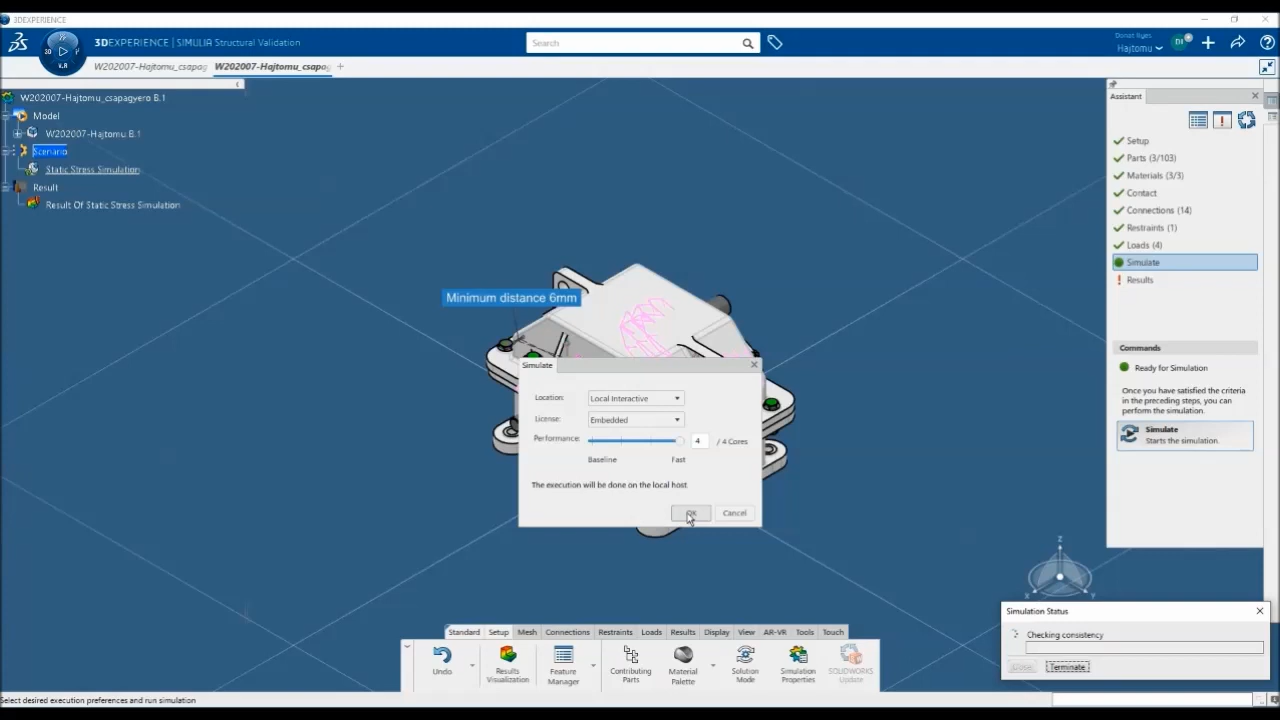 3DEXPERIENCE
3DEXPERIENCE | SIMULIA Structural Validation
Search
Donat Ilyes
Hajtomu
3D
V.R
W202007-Hajtomu_csapag
W202007-Hajtomu_csapag
W202007-Hajtomu_csapagyero B.1
Model
W202007-Hajtomu B.1
Scenario
Static Stress Simulation
Result
Result Of Static Stress Simulation
Minimum distance 6mm
Assistant
Setup
Parts (3/103)
Materials (3/3)
Contact
Connections (14)
Restraints (1)
Loads (4)
Simulate
Results
Commands
Ready for Simulation
Once you have satisfied the criteria
in the preceding steps, you can
perform the simulation.
Simulate
Starts the simulation.
Simulate
Location:
Local Interactive
License:
Embedded
Performance:
4
/ 4 Cores
Baseline
Fast
The execution will be done on the local host.
OK
Cancel
Z
Simulation Status
Checking consistency
Terminate
Standard
Setup
Mesh
Connections
Restraints
Loads
Results
Display
View
AR-VR
Tools
Touch
Undo
Results
Visualization
Feature
Manager
Contributing
Parts
Material
Palette
Solution
Mode
Simulation
Properties
SOLIDWORKS
Update
Select desired execution preferences and run simulation